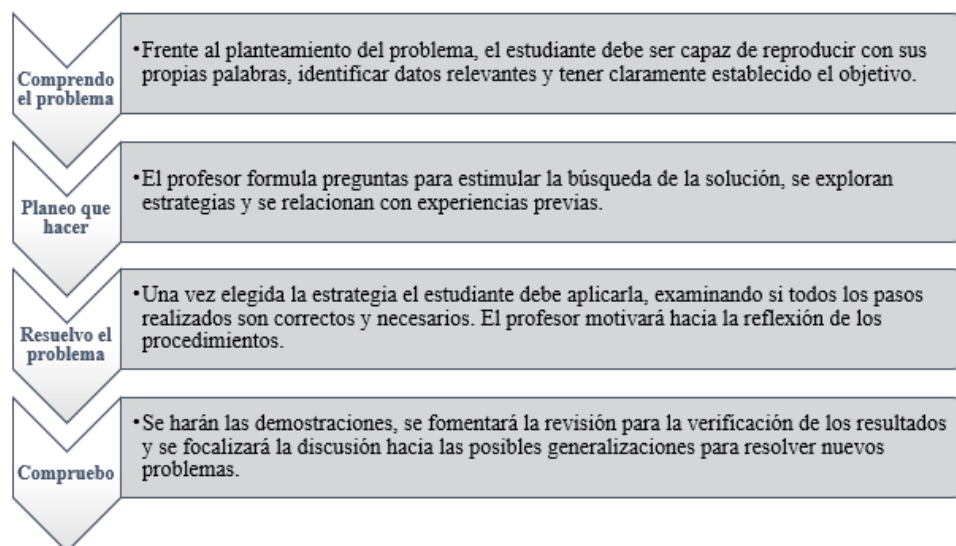 Comprendo
el problema
•Frente al planteamiento del problema, el estudiante debe ser capaz de reproducir con sus
propias palabras, identificar datos relevantes y tener claramente establecido el objetivo.
Planeo que
hacer
•El profesor formula preguntas para estimular la búsqueda de la solución, se exploran
estrategias y se relacionan con experiencias previas.
Resuelvo el
problema
•Una vez elegida la estrategia el estudiante debe aplicarla, examinando si todos los pasos
realizados son correctos y necesarios. El profesor motivará hacia la reflexión de los
procedimientos.
Compruebo
•Se harán las demostraciones, se fomentará la revisión para la verificación de los resultados
y se focalizará la discusión hacia las posibles generalizaciones para resolver nuevos
problemas.